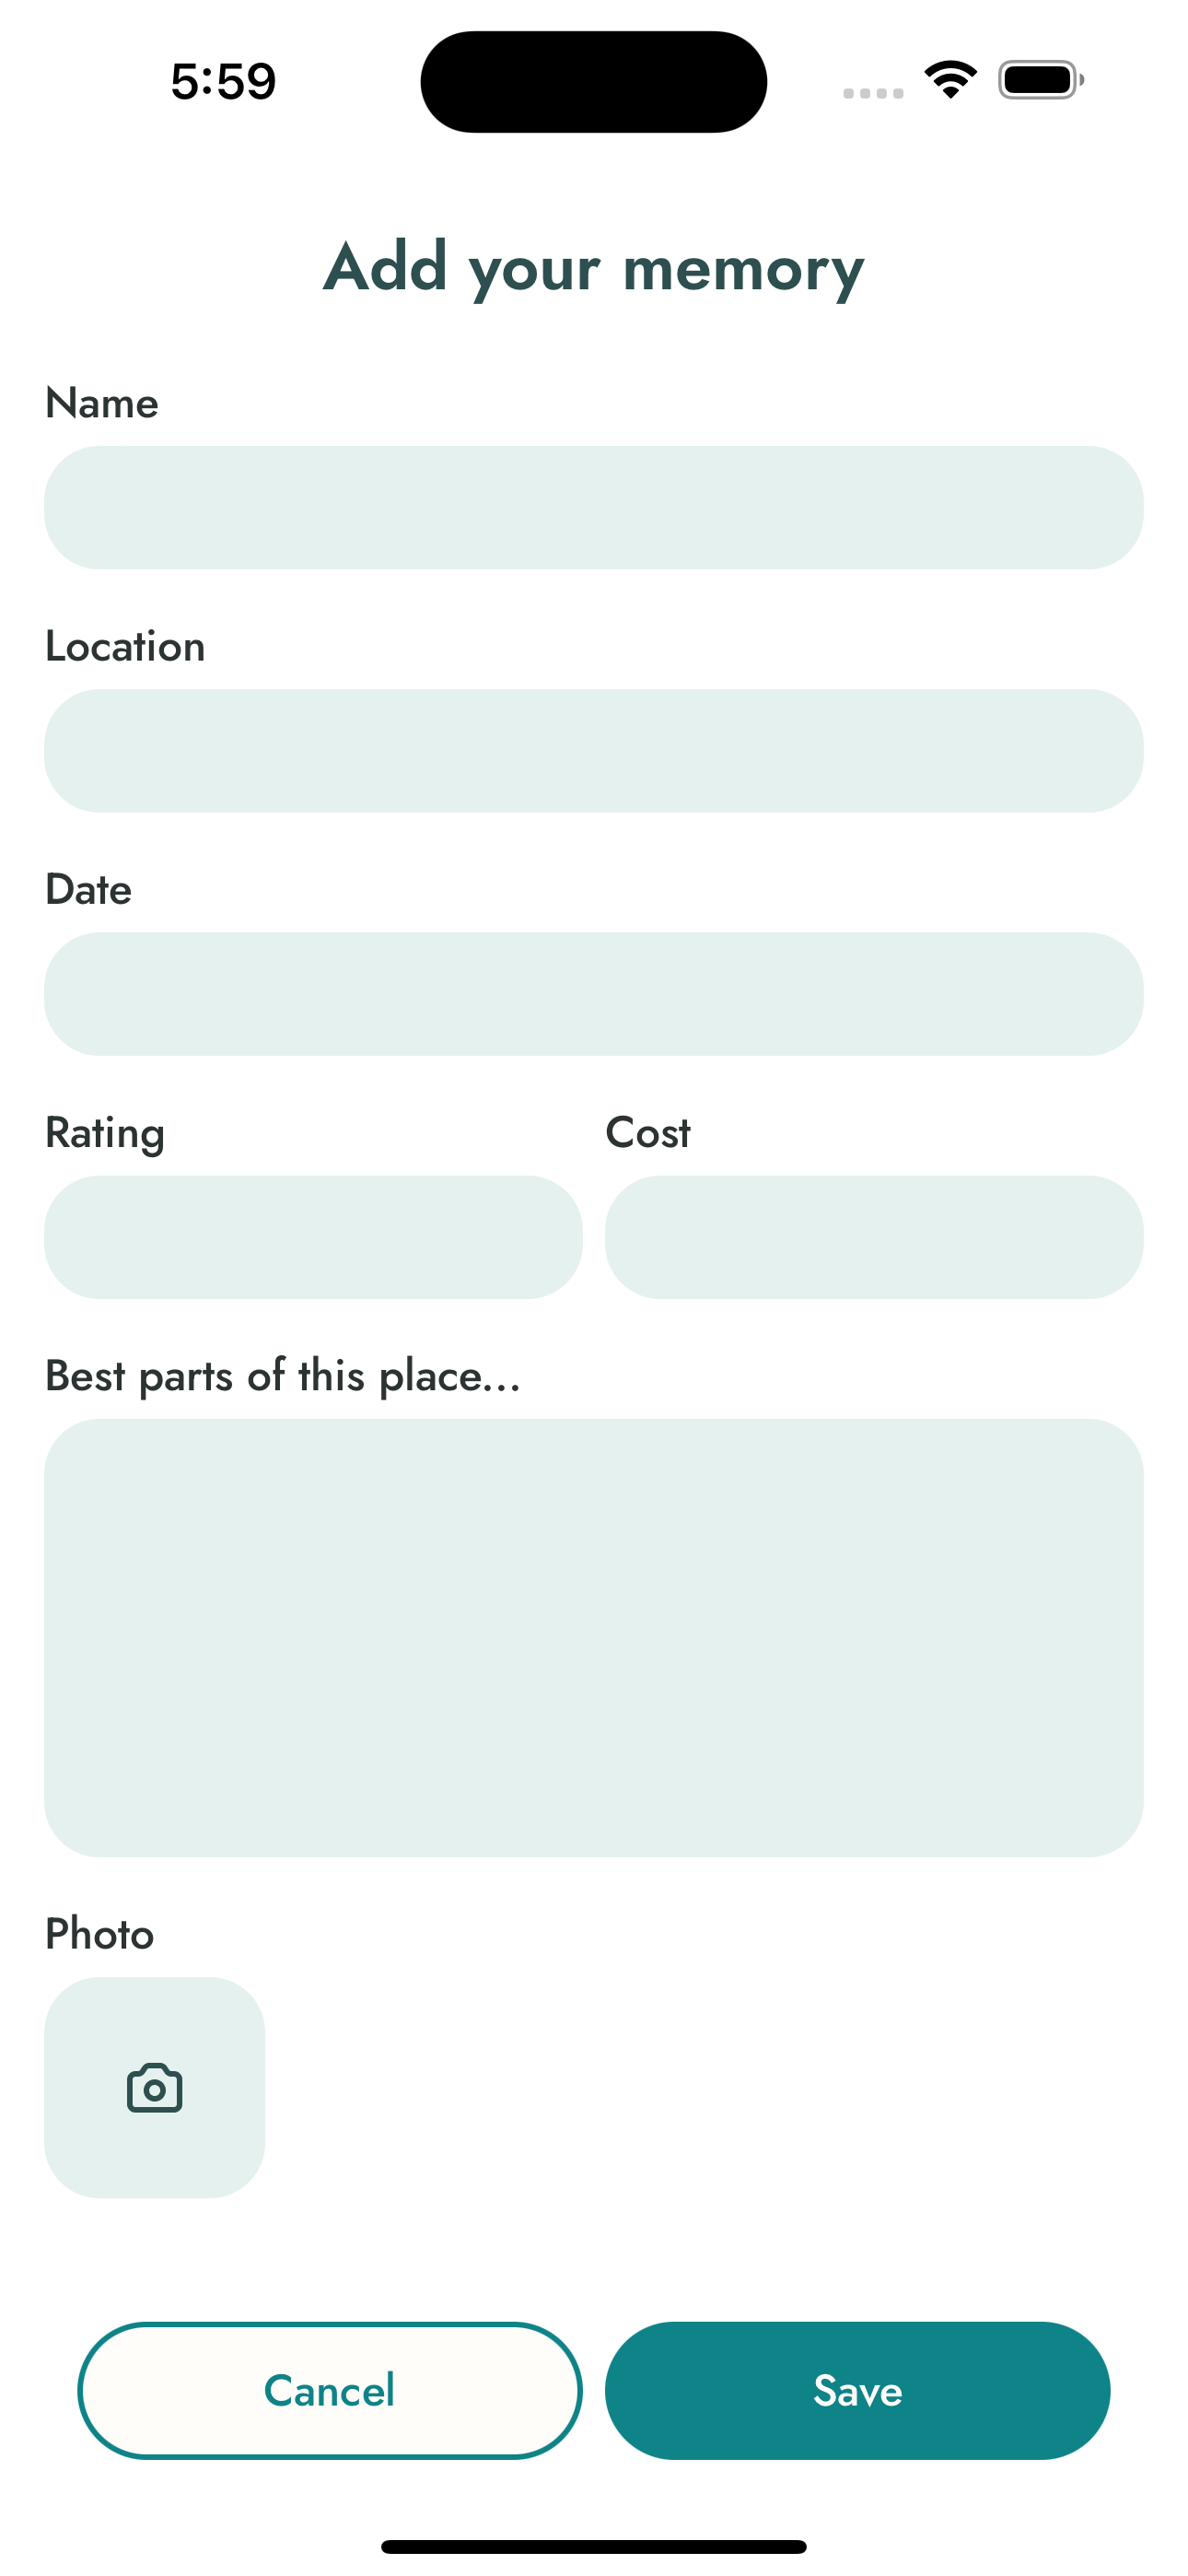 5:59
Add your memory
Name
Location
Date
Rating Cost
Best parts of this place...
Photo
Cancel Save